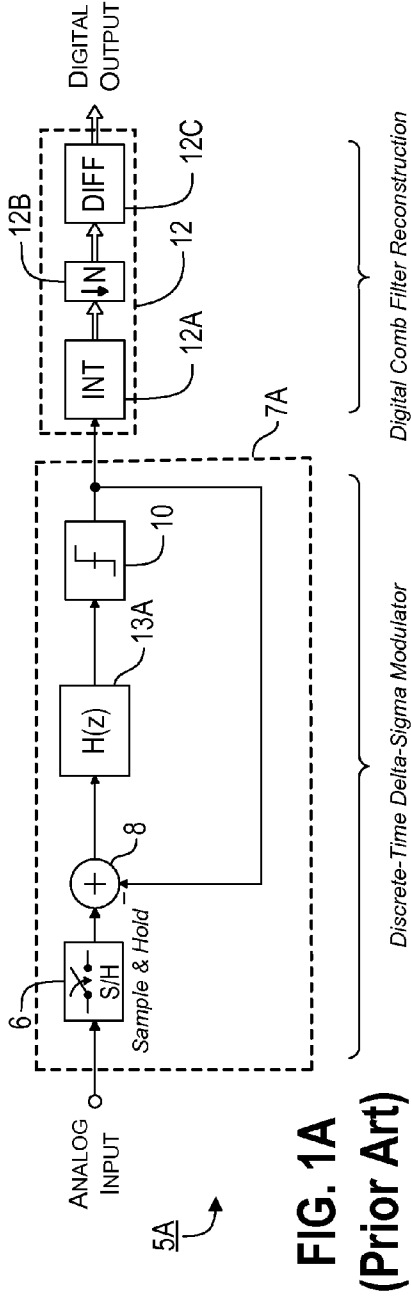 ANALOG
INPUT
6
S/H
Sample & Hold
+
−
8
H(z)
13A
10
7A
INT
12A
12B
↓N
12
DIFF
12C
DIGITAL
OUTPUT
Discrete-Time Delta-Sigma Modulator
Digital Comb Filter Reconstruction
5A
FIG. 1A
(Prior Art)